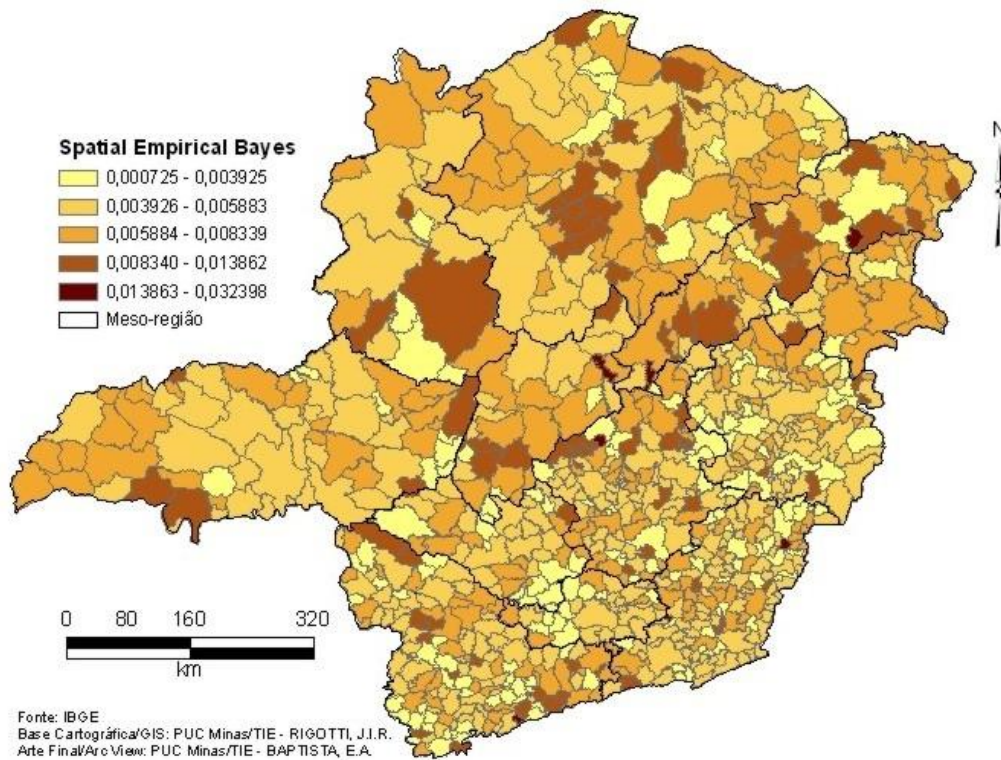 Spatial Empirical Bayes
0,000725 - 0,003925
0,003926 - 0,005883
0,005884 - 0,008339
0,008340 - 0,013862
0,013863 - 0,032398
Meso-região
N
0 80 160 320
km
Fonte: IBGE
Base Cartográfica/GIS: PUC Minas/TIE - RIGOTTI, J.I.R.
Arte Final/Arc View: PUC Minas/TIE - BAPTISTA, E.A.